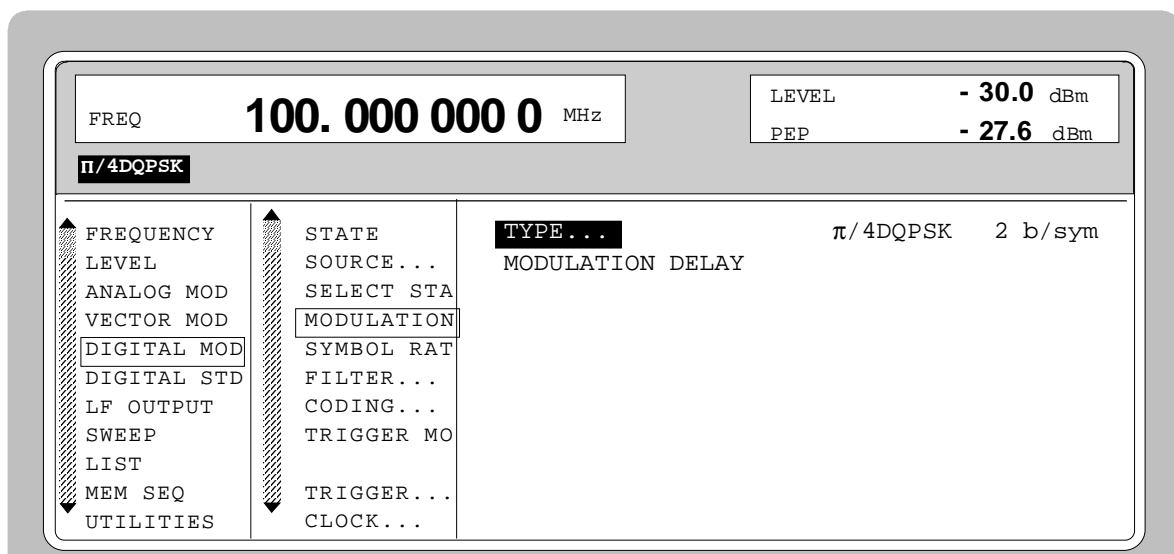 FREQ 100. 000 000 0 MHz
LEVEL - 30.0 dBm
PEP - 27.6 dBm
Π/4DQPSK
FREQUENCY
LEVEL
ANALOG MOD
VECTOR MOD
DIGITAL MOD
DIGITAL STD
LF OUTPUT
SWEEP
LIST
MEM SEQ
UTILITIES
STATE
SOURCE...
SELECT STA
MODULATION
SYMBOL RAT
FILTER...
CODING...
TRIGGER MO
TRIGGER...
CLOCK...
TYPE... π/4DQPSK 2 b/sym
MODULATION DELAY